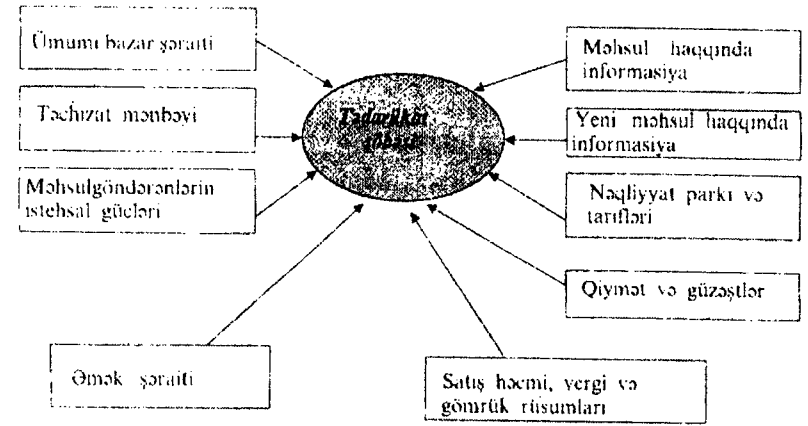 Ümumi bazar şəraiti
Təchizat mənbəyi
Məhsulgöndərənlərin
istehsal gücləri
Əmək şəraiti
Tədarükat
şöbəsi
Məhsul haqqında
informasiya
Yeni məhsul haqqında
informasiya
Nəqliyyat parkı və
tarifləri
Qiymət və güzəştlər
Satış həcmi, vergi və
gömrük rüsumları